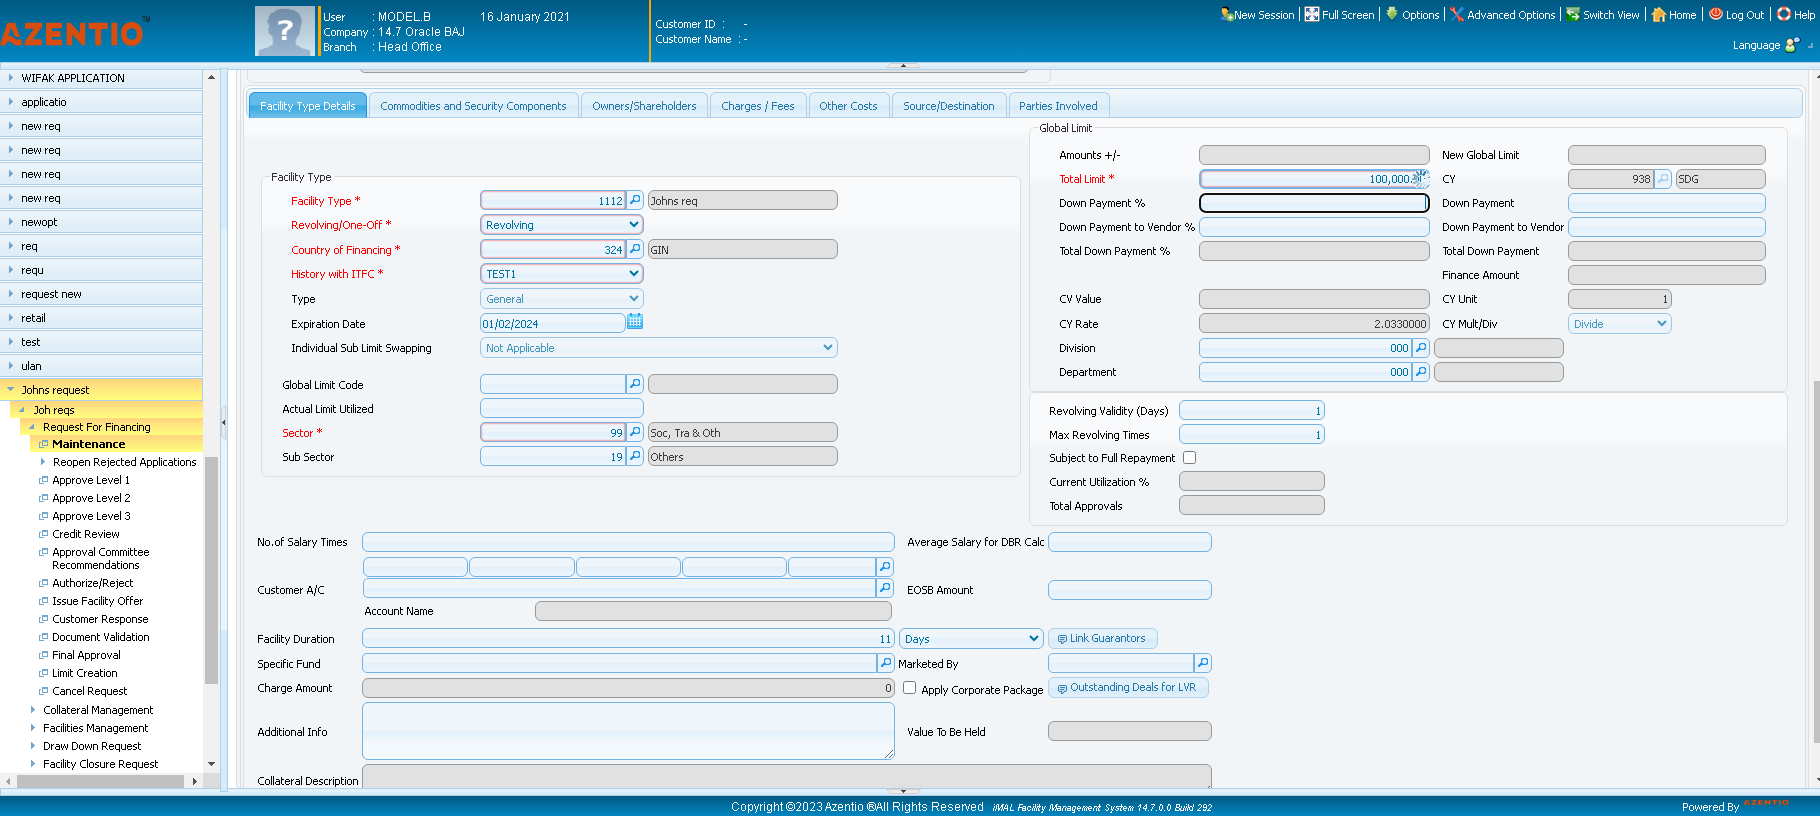 AZENTIO™
User : MODEL.B 16 January 2021
Company : 14.7 Oracle BAJ
Branch : Head Office
Customer ID : -
Customer Name : -
New Session | Full Screen | Options | Advanced Options | Switch View | Home | Log Out | Help
Language
WIFAK APPLICATION
applicatio
new req
new req
new req
new req
newopt
req
requ
request new
retail
test
ulan
Johns request
Joh reqs
Request For Financing
Maintenance
Reopen Rejected Applications
Approve Level 1
Approve Level 2
Approve Level 3
Credit Review
Approval Committee
Recommendations
Authorize/Reject
Issue Facility Offer
Customer Response
Document Validation
Final Approval
Limit Creation
Cancel Request
Collateral Management
Facilities Management
Draw Down Request
Facility Closure Request
Facility Type Details Commodities and Security Components Owners/Shareholders Charges / Fees Other Costs Source/Destination Parties Involved
Facility Type
Facility Type * 1112 Johns req
Revolving/One-Off * Revolving
Country of Financing * 324 GIN
History with ITFC * TEST1
Type General
Expiration Date 01/02/2024
Individual Sub Limit Swapping Not Applicable
Global Limit Code
Actual Limit Utilized
Sector * 99 Soc, Tra & Oth
Sub Sector 19 Others
Global Limit
Amounts +/- New Global Limit
Total Limit * 100,000. CY 938 SDG
Down Payment % Down Payment
Down Payment to Vendor % Down Payment to Vendor
Total Down Payment % Total Down Payment
Finance Amount
CV Value CY Unit 1
CY Rate 2.0330000 CY Mult/Div Divide
Division 000
Department 000
Revolving Validity (Days) 1
Max Revolving Times 1
Subject to Full Repayment
Current Utilization %
Total Approvals
No.of Salary Times Average Salary for DBR Calc
Customer A/C EOSB Amount
Account Name
Facility Duration 11 Days Link Guarantors
Specific Fund Marketed By
Charge Amount 0 Apply Corporate Package Outstanding Deals for LVR
Additional Info Value To Be Held
Collateral Description
Copyright ©2023 Azentio ®All Rights Reserved iMAL Facility Management System 14.7.0.0 Build 292
Powered By AZENTIO